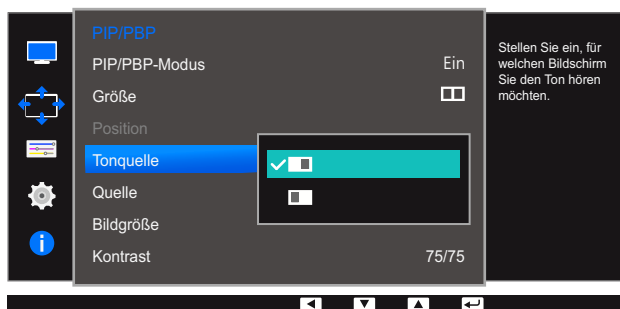 PIP/PBP
PIP/PBP-Modus Ein
Größe
Position
Tonquelle
Quelle
Bildgröße
Kontrast 75/75
Stellen Sie ein, für
welchen Bildschirm
Sie den Ton hören
möchten.